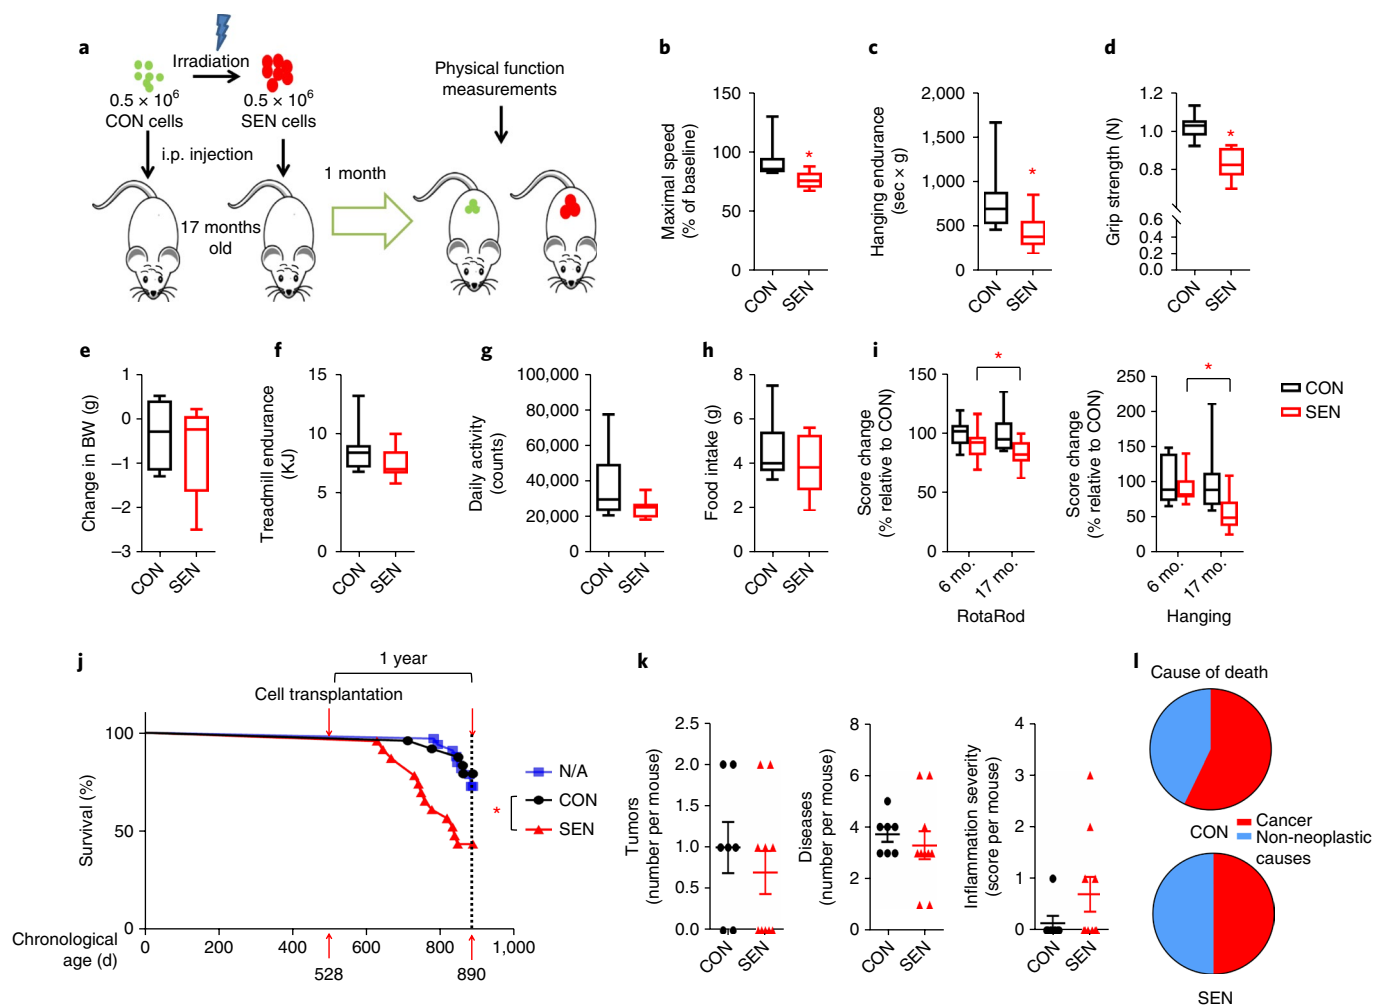 a
Irradiation
0.5 × 10⁶
CON cells
0.5 × 10⁶
SEN cells
i.p. injection
17 months
old
1 month
Physical function
measurements
b
Maximal speed
(% of baseline)
150
100
50
0
*
CON
SEN
c
Hanging endurance
(sec × g)
2,000
1,500
1,000
500
0
*
CON
SEN
d
Grip strength (N)
1.2
1.0
0.8
0.6
0.4
0.2
0.0
*
CON
SEN
e
Change in BW (g)
1
0
–1
–2
–3
CON
SEN
f
Treadmill endurance
(KJ)
15
10
5
0
CON
SEN
g
Daily activity
(counts)
100,000
80,000
60,000
40,000
20,000
0
CON
SEN
h
Food intake (g)
8
6
4
2
0
CON
SEN
i
Score change
(% relative to CON)
150
100
50
0
*
6 mo.
17 mo.
RotaRod
Score change
(% relative to CON)
250
200
150
100
50
0
*
6 mo.
17 mo.
Hanging
CON
SEN
j
1 year
Cell transplantation
Survival (%)
100
50
0
N/A
CON
SEN
*
Chronological
age (d)
0
200
400
600
800
1,000
528
890
k
Tumors
(number per mouse)
2.5
2.0
1.5
1.0
0.5
0.0
CON
SEN
Diseases
(number per mouse)
8
6
4
2
0
CON
SEN
Inflammation severity
(score per mouse)
4
3
2
1
0
CON
SEN
l
Cause of death
CON
Cancer
Non-neoplastic
causes
SEN